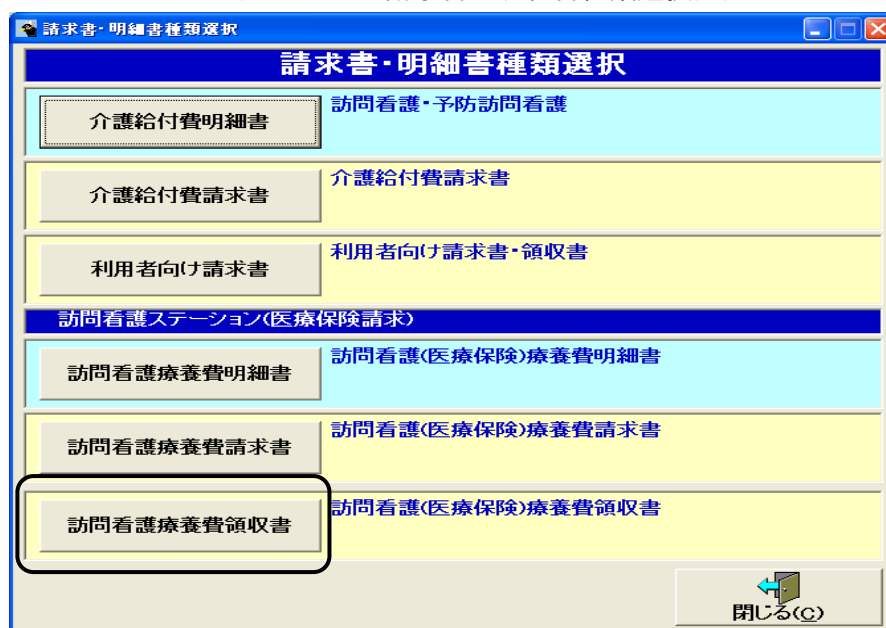 請求書・明細書種類選択
請求書・明細書種類選択
介護給付費明細書
訪問看護・予防訪問看護
介護給付費請求書
介護給付費請求書
利用者向け請求書
利用者向け請求書・領収書
訪問看護ステーション(医療保険請求)
訪問看護療養費明細書
訪問看護(医療保険)療養費明細書
訪問看護療養費請求書
訪問看護(医療保険)療養費請求書
訪問看護療養費領収書
訪問看護(医療保険)療養費領収書
閉じる(C)